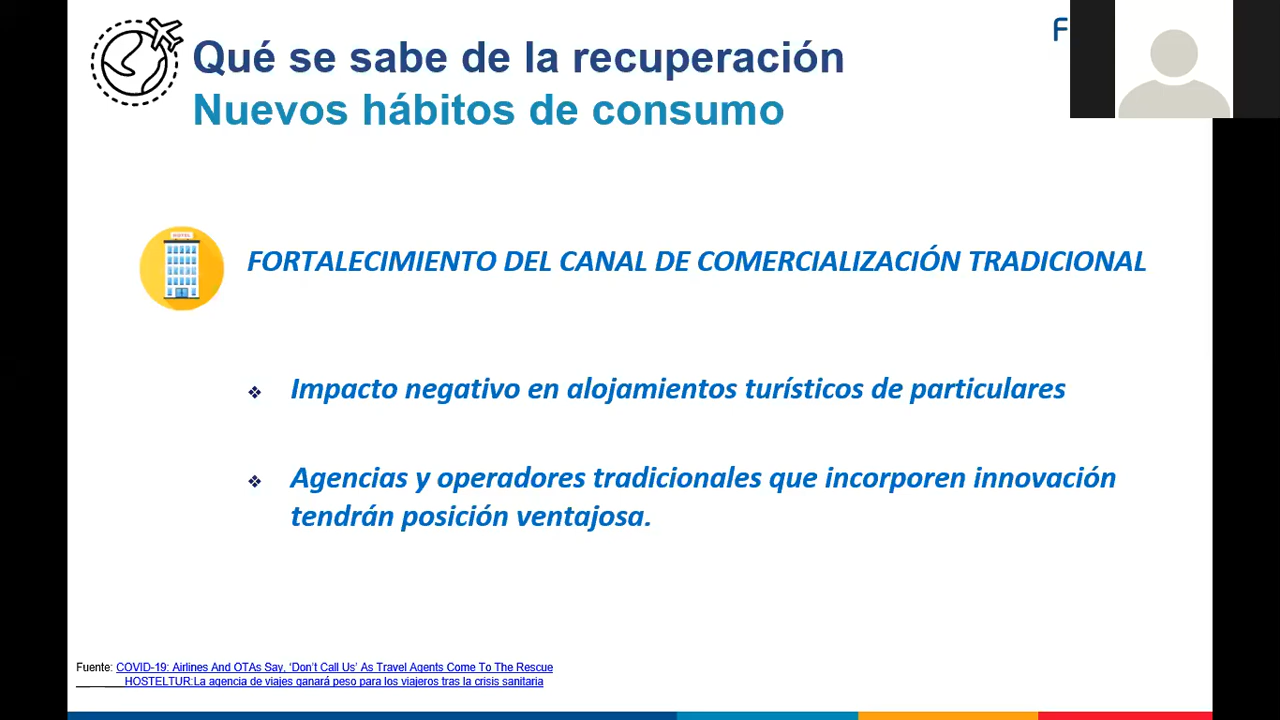 Qué se sabe de la recuperación
Nuevos hábitos de consumo
F
HOTEL
FORTALECIMIENTO DEL CANAL DE COMERCIALIZACIÓN TRADICIONAL
❖ Impacto negativo en alojamientos turísticos de particulares
❖ Agencias y operadores tradicionales que incorporen innovación
tendrán posición ventajosa.
Fuente: COVID-19: Airlines And OTAs Say, ‘Don’t Call Us’ As Travel Agents Come To The Rescue
HOSTELTUR:La agencia de viajes ganará peso para los viajeros tras la crisis sanitaria